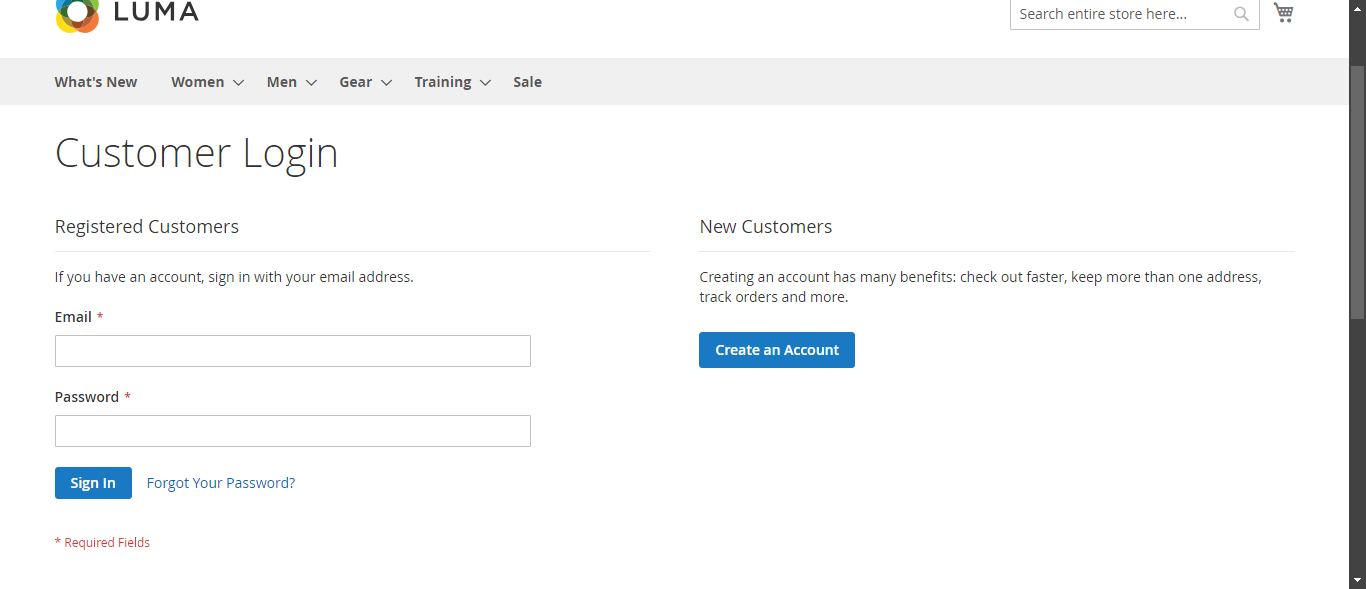 LUMA
Search entire store here...
What's New Women Men Gear Training Sale
Customer Login
Registered Customers
If you have an account, sign in with your email address.
Email *
Password *
Sign In Forgot Your Password?
* Required Fields
New Customers
Creating an account has many benefits: check out faster, keep more than one address,
track orders and more.
Create an Account